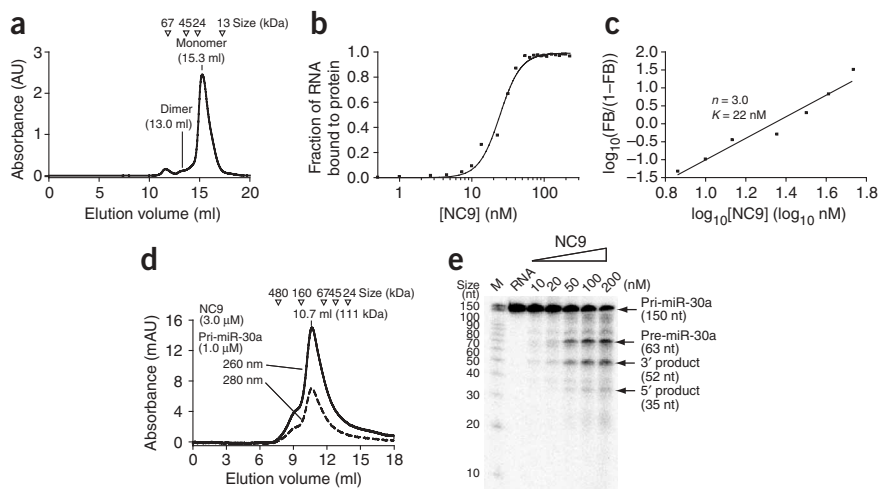 a
67 45 24 13 Size (kDa)
Monomer
(15.3 ml)
Dimer
(13.0 ml)
Absorbance (AU)
3
2
1
0
0 5 10 15 20
Elution volume (ml)
b
Fraction of RNA
bound to protein
1.0
0.8
0.6
0.4
0.2
0
1 10 100
[NC9] (nM)
c
log10(FB/(1–FB))
2.0
1.5
1.0
0.5
0.0
–0.5
–1.0
–1.5
n = 3.0
K = 22 nM
0.8 1.0 1.2 1.4 1.6 1.8
log10[NC9] (log10 nM)
d
480 160 67 45 24 Size (kDa)
NC9
(3.0 µM)
10.7 ml (111 kDa)
Pri-miR-30a
(1.0 µM)
260 nm
280 nm
Absorbance (mAU)
16
12
8
4
0
0 3 6 9 12 15 18
Elution volume (ml)
e
NC9
Size
(nt)
M RNA 10 20 50 100 200 (nM)
150
100
90
80
70
60
50
40
30
20
10
Pri-miR-30a
(150 nt)
Pre-miR-30a
(63 nt)
3′ product
(52 nt)
5′ product
(35 nt)